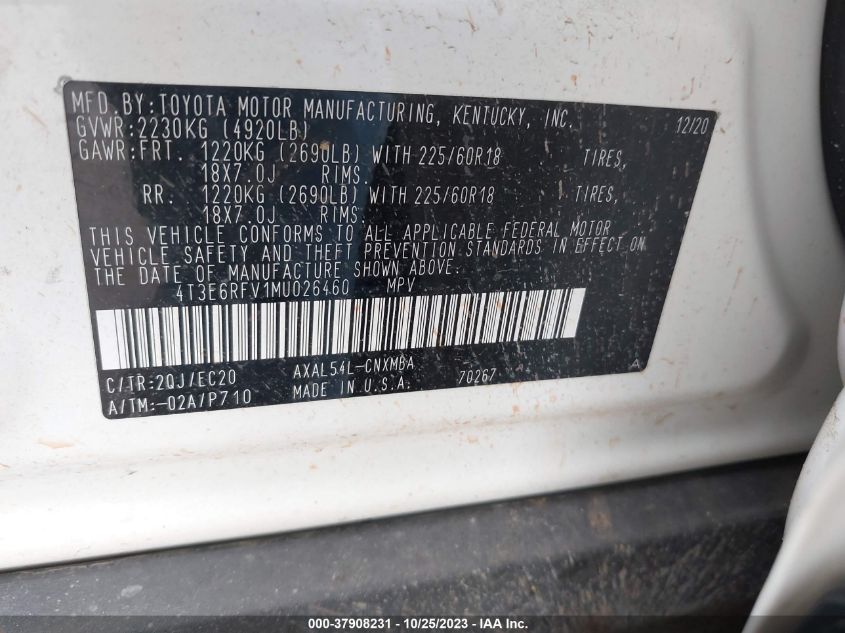 MFD.BY:TOYOTA MOTOR MANUFACTURING, KENTUCKY, INC. 12/20
GVWR:2230KG (4920LB)
GAWR:FRT. 1220KG (2690LB) WITH 225/60R18 TIRES,
18X7.0J RIMS.
RR. 1220KG (2690LB) WITH 225/60R18 TIRES,
18X7.0J RIMS.
THIS VEHICLE CONFORMS TO ALL APPLICABLE FEDERAL MOTOR
VEHICLE SAFETY AND THEFT PREVENTION STANDARDS IN EFFECT ON
THE DATE OF MANUFACTURE SHOWN ABOVE.
4T3E6RFV1MU026460 MPV
C/TR:2QJ/EC20 AXAL54L-CNXMBA
A/TM:-02A/P710 MADE IN U.S.A. 70267 A
000-37908231 - 10/25/2023 - IAA Inc.